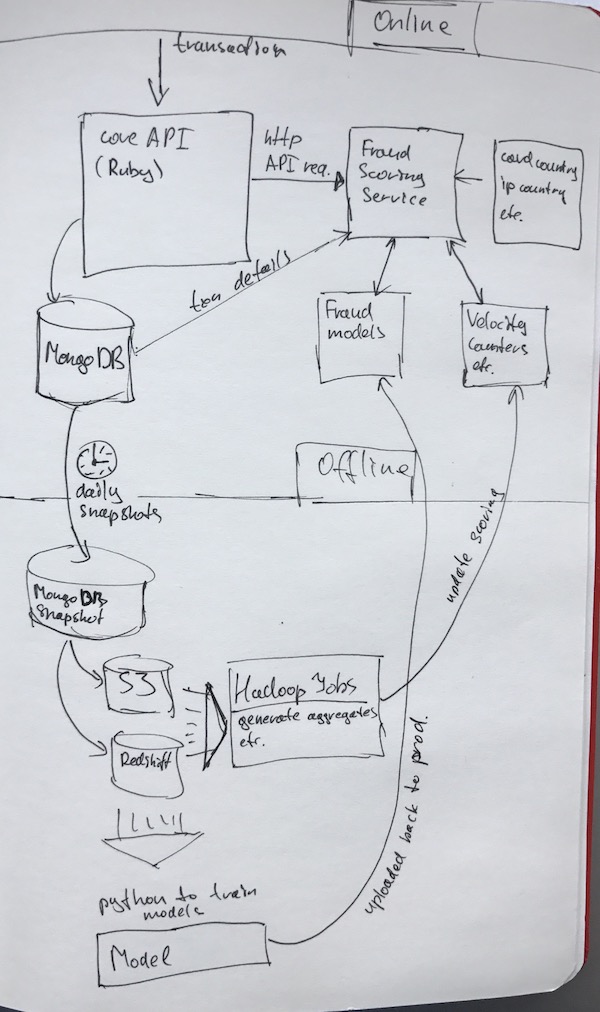 Online
transaction
core API
(Ruby)
http
API req.
Fraud
Scoring
Service
card country
ip country
etc.
txn details
MongoDB
Fraud
models
Velocity
counters
etc.
Offline
daily
snapshots
update scoring
MongoDB
snapshot
S3
Hadoop Jobs
generate aggregates
etc.
Redshift
uploaded back to prod.
python to train
models
Model